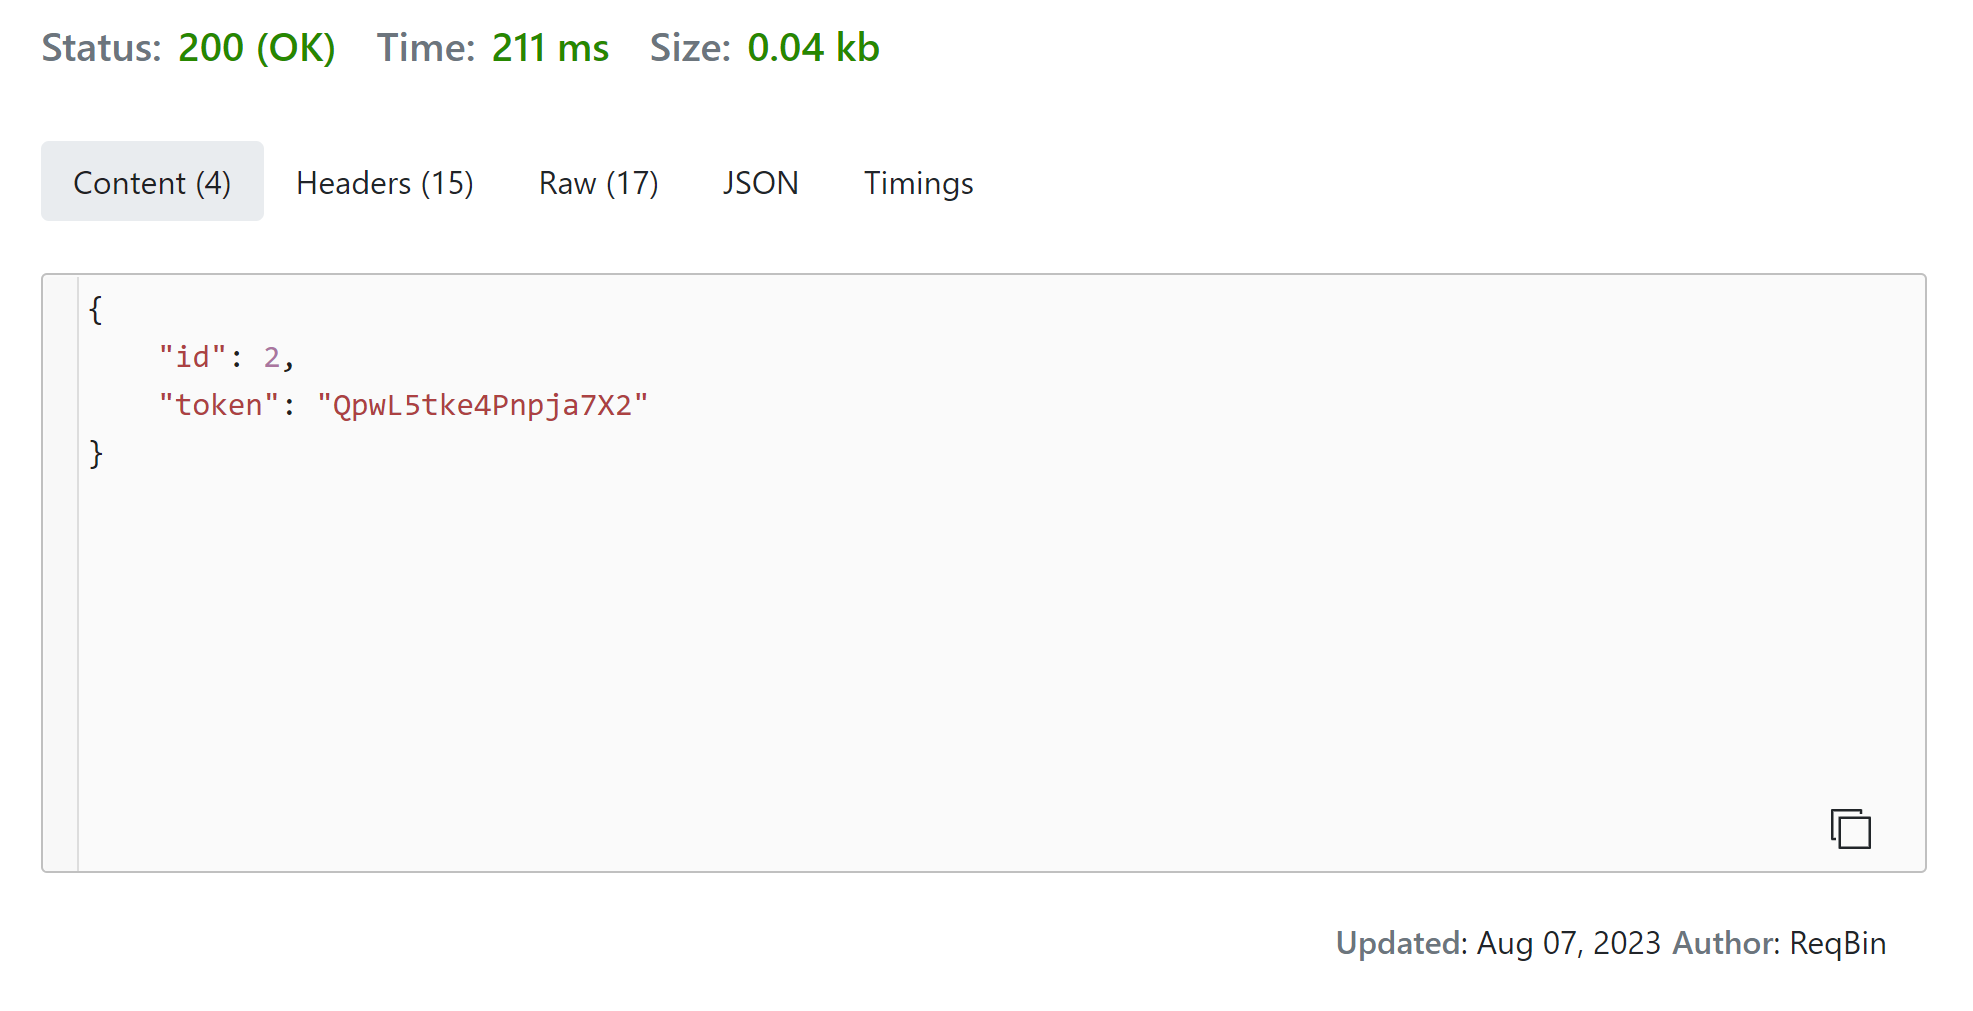 Status: 200 (OK) Time: 211 ms Size: 0.04 kb
Content (4) Headers (15) Raw (17) JSON Timings
{
    "id": 2,
    "token": "QpwL5tke4Pnpja7X2"
}
Updated: Aug 07, 2023 Author: ReqBin